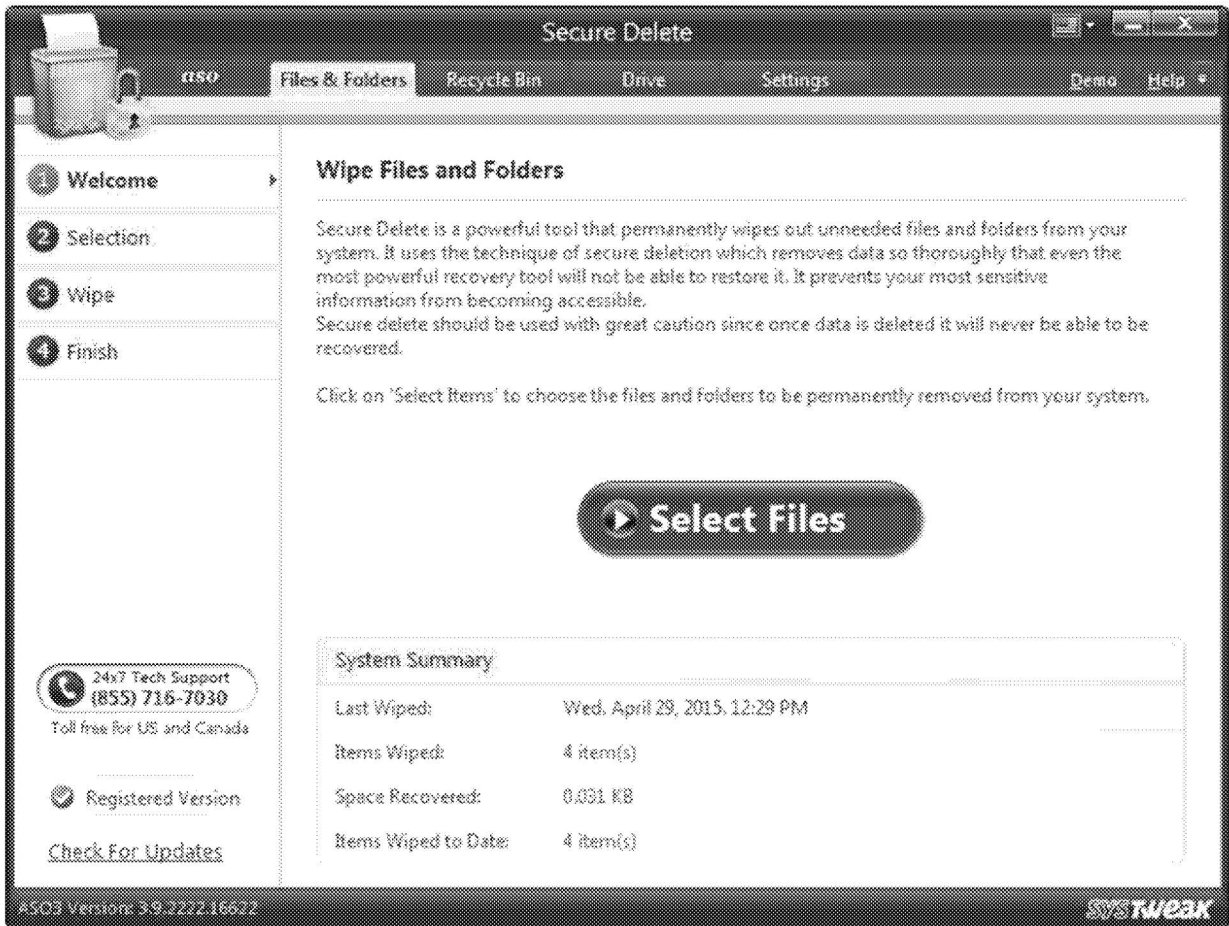 Secure Delete
aso
Files & Folders
Recycle Bin
Drive
Settings
Demo
Help
1 Welcome
2 Selection
3 Wipe
4 Finish
Wipe Files and Folders
Secure Delete is a powerful tool that permanently wipes out unneeded files and folders from your
system. It uses the technique of secure deletion which removes data so thoroughly that even the
most powerful recovery tool will not be able to restore it. It prevents your most sensitive
information from becoming accessible.
Secure delete should be used with great caution since once data is deleted it will never be able to be
recovered.
Click on 'Select Items' to choose the files and folders to be permanently removed from your system.
Select Files
System Summary
Last Wiped: Wed, April 29, 2015, 12:29 PM
Items Wiped: 4 item(s)
Space Recovered: 0.031 KB
Items Wiped to Date: 4 item(s)
24x7 Tech Support
(855) 716-7030
Toll free for US and Canada
Registered Version
Check For Updates
ASO3 Version: 3.9.2222.16622
SYSTweak